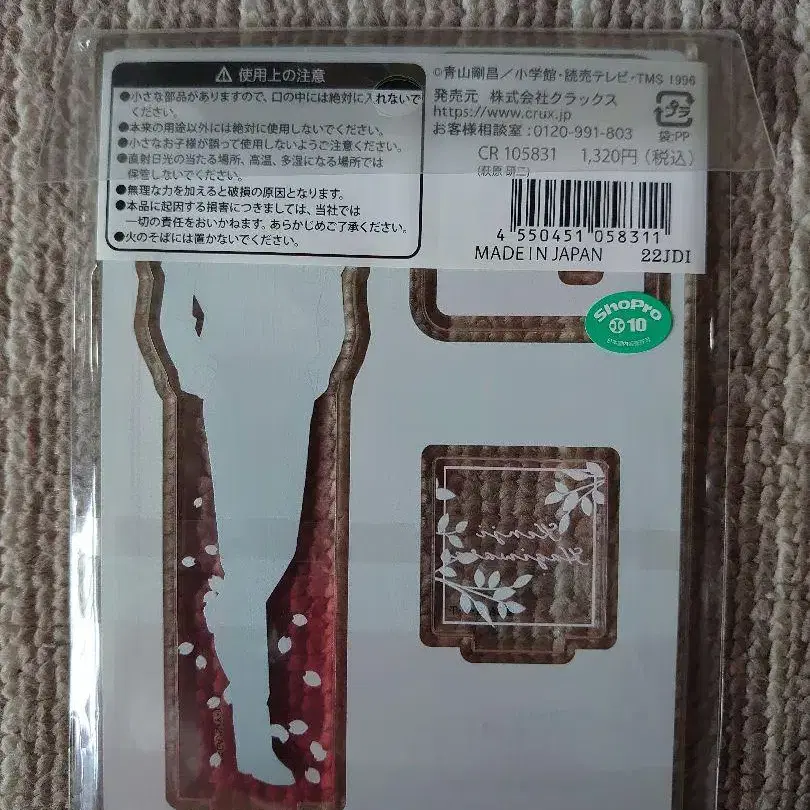 ⚠ 使用上の注意
●小さな部品がありますので、口の中には絶対に入れないで
ください。
●本来の用途以外には絶対に使用しないでください。
●小さなお子様が誤って使用しないようご注意ください。
●直射日光の当たる場所、高温、多湿になる場所では
保管しないでください。
●無理な力を加えると破損の原因となります。
●本品に起因する損害につきましては、当社では
一切の責任をおいかねます。あらかじめご了承ください。
●火のそばには置かないでください。
©青山剛昌/小学館・読売テレビ・TMS 1996
発売元 株式会社クラックス
https://www.crux.jp
お客様相談室:0120-991-803
プラ
袋:PP
CR 105831 1,320円(税込)
(萩原 研二)
4 550451 058311
MADE IN JAPAN 22JDI
ShoPro
10
Kenji
Hagiwara